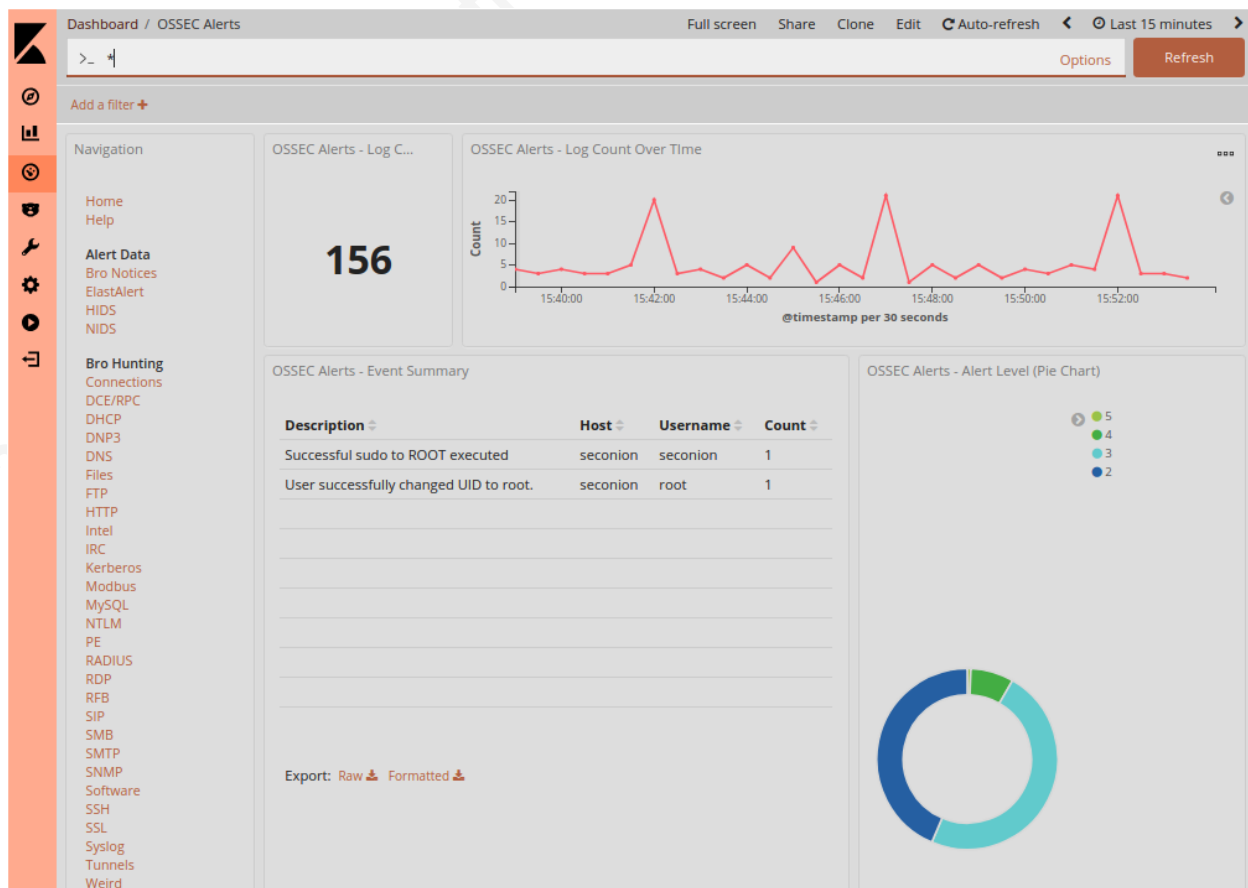 Dashboard / OSSEC Alerts
Full screen Share Clone Edit Auto-refresh Last 15 minutes
>_ *
Options
Refresh
Add a filter +
Navigation
Home
Help
Alert Data
Bro Notices
ElastAlert
HIDS
NIDS
Bro Hunting
Connections
DCE/RPC
DHCP
DNP3
DNS
Files
FTP
HTTP
Intel
IRC
Kerberos
Modbus
MySQL
NTLM
PE
RADIUS
RDP
RFB
SIP
SMB
SMTP
SNMP
Software
SSH
SSL
Syslog
Tunnels
Weird
OSSEC Alerts - Log C...
156
OSSEC Alerts - Log Count Over TIme
Count
20
15
10
5
0
15:40:00 15:42:00 15:44:00 15:46:00 15:48:00 15:50:00 15:52:00
@timestamp per 30 seconds
OSSEC Alerts - Event Summary
Description Host Username Count
Successful sudo to ROOT executed seconion seconion 1
User successfully changed UID to root. seconion root 1
Export: Raw Formatted
OSSEC Alerts - Alert Level (Pie Chart)
5
4
3
2